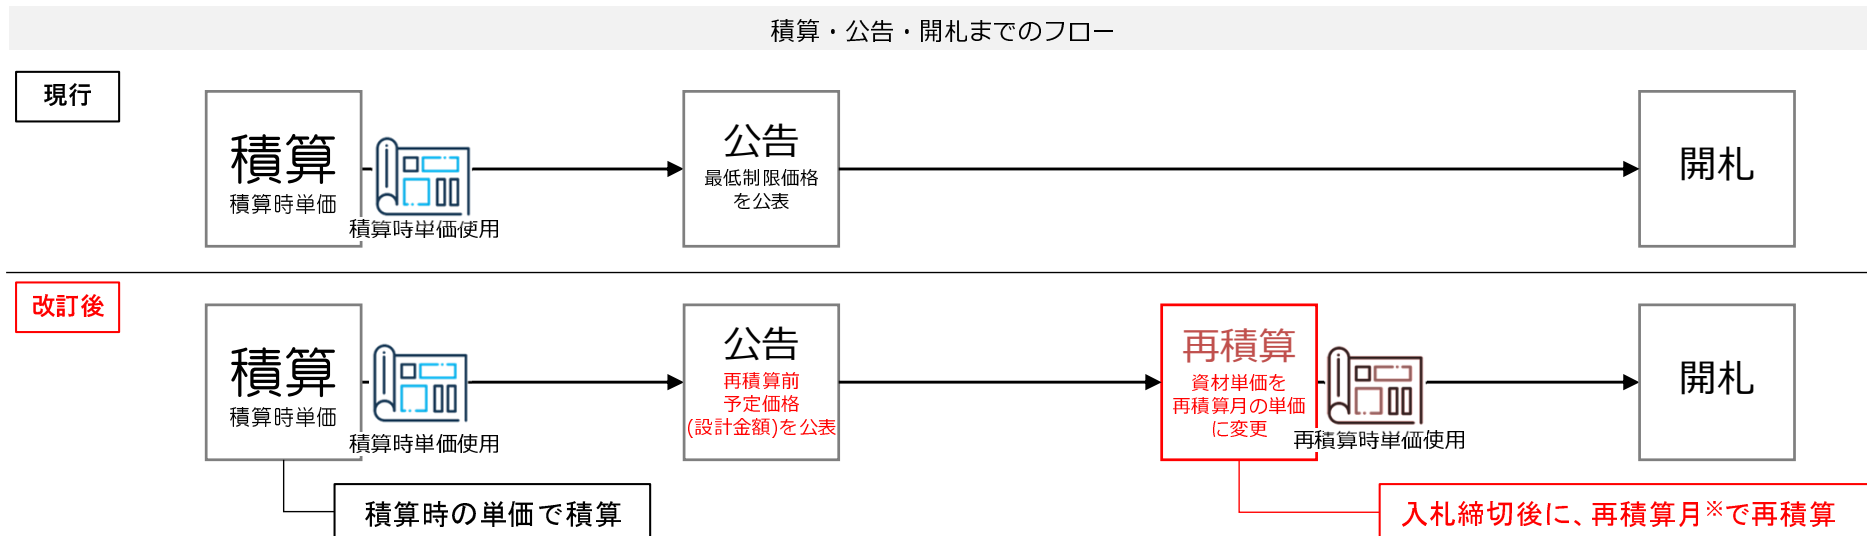 積算・公告・開札までのフロー
現行
積算
積算時単価
積算時単価使用
公告
最低制限価格
を公表
開札
改訂後
積算
積算時単価
積算時単価使用
公告
再積算前
予定価格
(設計金額)を公表
再積算
資材単価を
再積算月の単価
に変更
再積算時単価使用
開札
積算時の単価で積算
入札締切後に、再積算月※で再積算